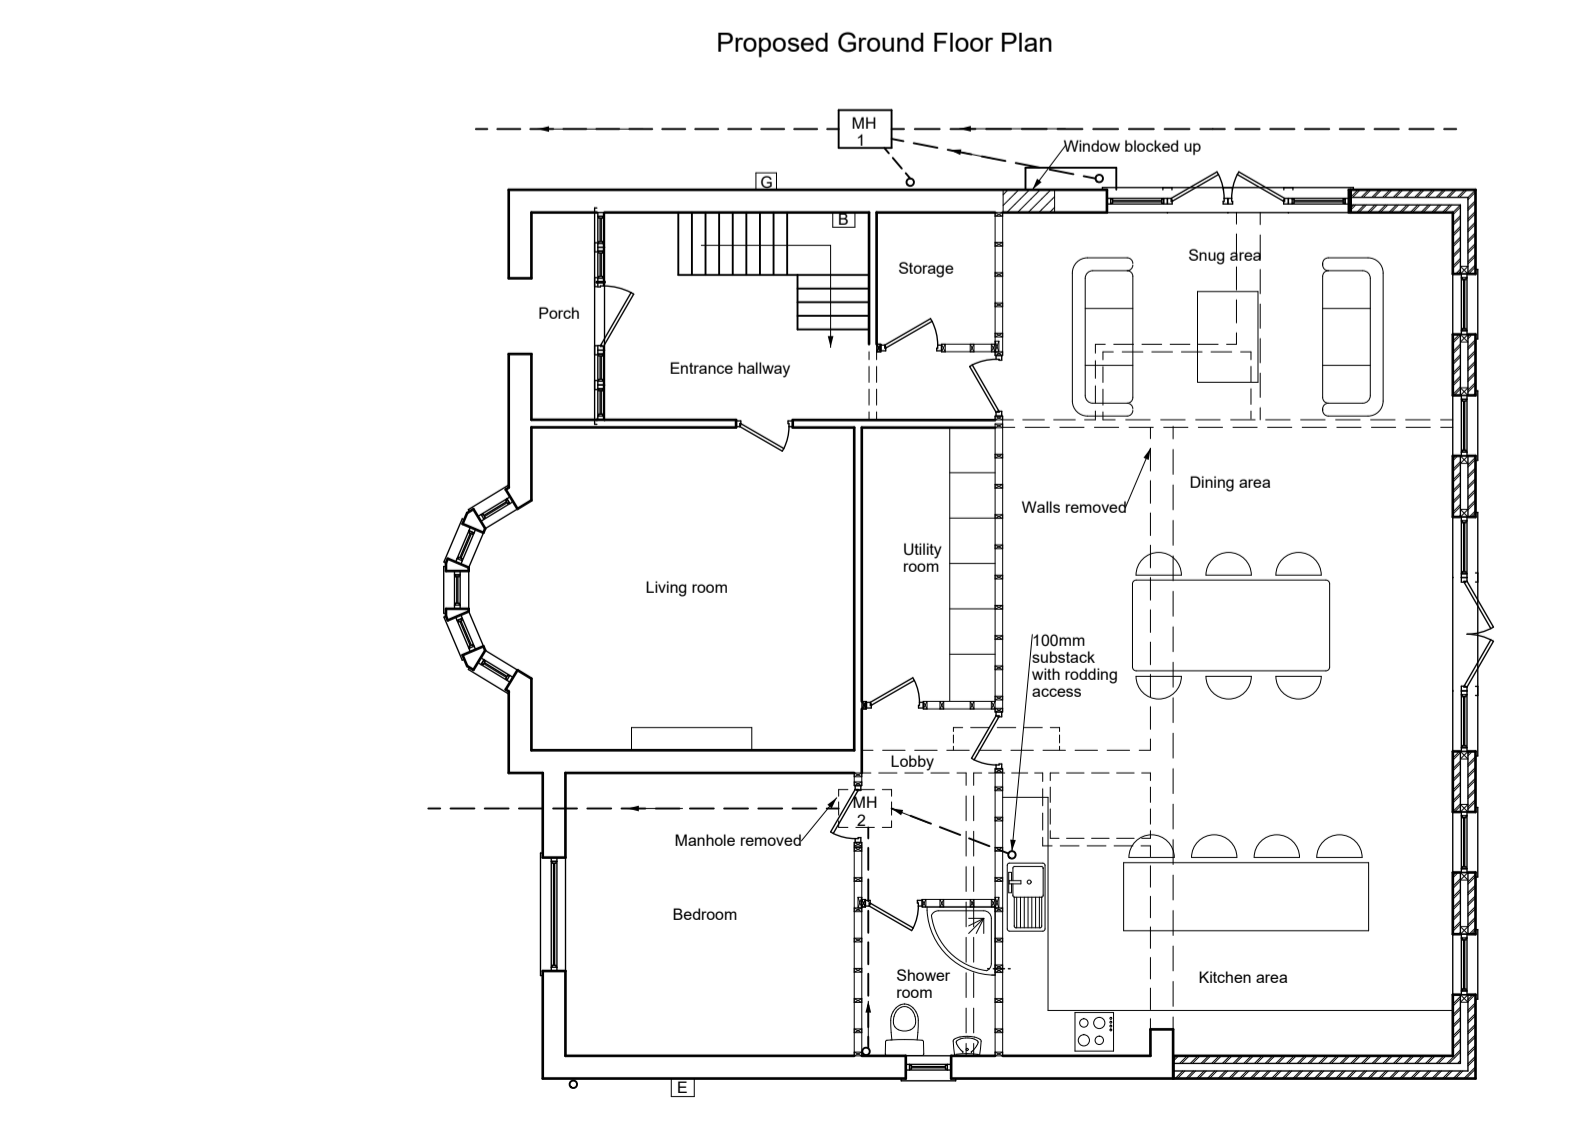 Proposed Ground Floor Plan
MH
1
Window blocked up
G
B
Snug area
Storage
Porch
Entrance hallway
Dining area
Walls removed
Utility
room
Living room
100mm
substack
with rodding
access
Lobby
MH
2
Manhole removed
Bedroom
Shower
room
Kitchen area
E